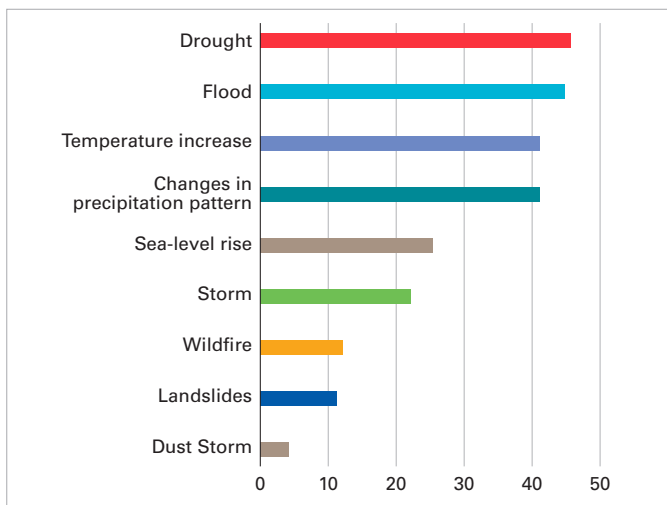 Drought
Flood
Temperature increase
Changes in
precipitation pattern
Sea-level rise
Storm
Wildfire
Landslides
Dust Storm
0 10 20 30 40 50